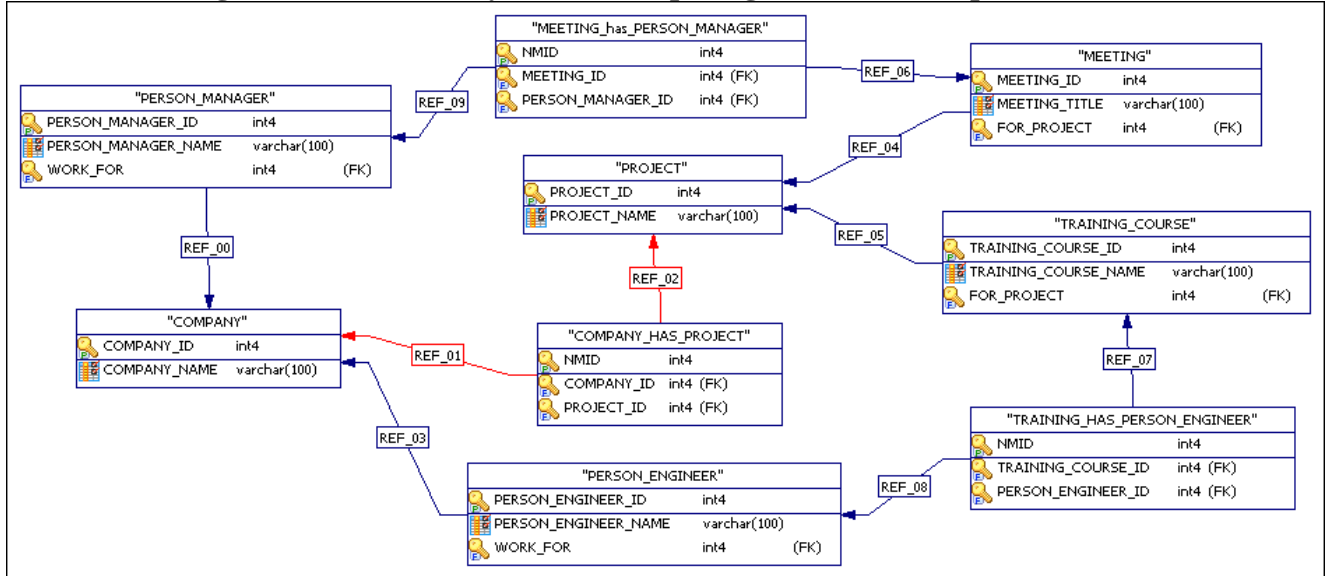 "MEETING_has_PERSON_MANAGER"
NMID int4
MEETING_ID int4 (FK)
PERSON_MANAGER_ID int4 (FK)
REF_06
"MEETING"
MEETING_ID int4
MEETING_TITLE varchar(100)
FOR_PROJECT int4 (FK)
REF_09
"PERSON_MANAGER"
PERSON_MANAGER_ID int4
PERSON_MANAGER_NAME varchar(100)
WORK_FOR int4 (FK)
REF_04
"PROJECT"
PROJECT_ID int4
PROJECT_NAME varchar(100)
REF_05
"TRAINING_COURSE"
TRAINING_COURSE_ID int4
TRAINING_COURSE_NAME varchar(100)
FOR_PROJECT int4 (FK)
REF_00
REF_02
"COMPANY"
COMPANY_ID int4
COMPANY_NAME varchar(100)
REF_01
"COMPANY_HAS_PROJECT"
NMID int4
COMPANY_ID int4 (FK)
PROJECT_ID int4 (FK)
REF_07
REF_03
"TRAINING_HAS_PERSON_ENGINEER"
NMID int4
TRAINING_COURSE_ID int4 (FK)
PERSON_ENGINEER_ID int4 (FK)
REF_08
"PERSON_ENGINEER"
PERSON_ENGINEER_ID int4
PERSON_ENGINEER_NAME varchar(100)
WORK_FOR int4 (FK)